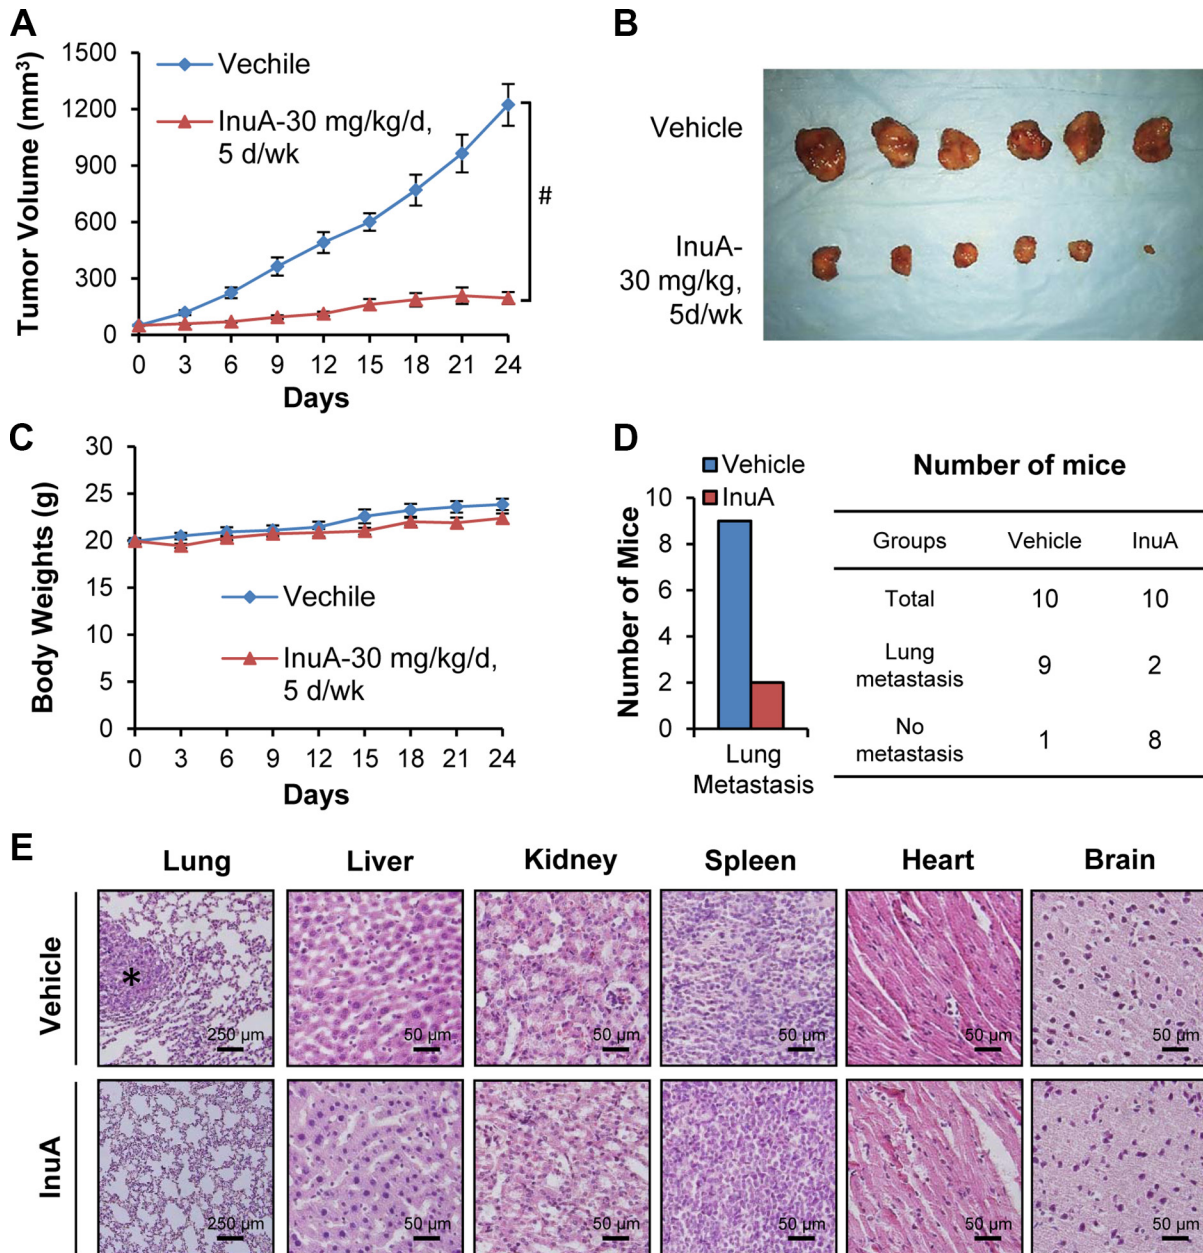 A
Tumor Volume (mm³)
1500
1200
900
600
300
0
Vechile
InuA-30 mg/kg/d,
5 d/wk
#
0 3 6 9 12 15 18 21 24
Days
B
Vehicle
InuA-
30 mg/kg,
5d/wk
C
Body Weights (g)
30
25
20
15
10
5
0
Vechile
InuA-30 mg/kg/d,
5 d/wk
0 3 6 9 12 15 18 21 24
Days
D
Vehicle
InuA
Number of Mice
10
8
6
4
2
0
Lung
Metastasis
Number of mice
Groups Vehicle InuA
Total 10 10
Lung
metastasis 9 2
No
metastasis 1 8
E
Lung Liver Kidney Spleen Heart Brain
Vehicle
*
250 μm 50 μm 50 μm 50 μm 50 μm 50 μm
InuA
250 μm 50 μm 50 μm 50 μm 50 μm 50 μm